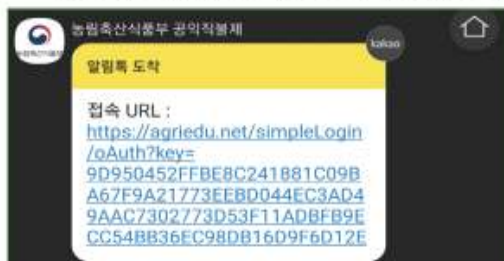 농림축산식품부 공익직불제
kakao
알림톡 도착
접속 URL :
https://agriedu.net/simpleLogin
/oAuth?key=
9D950452FFBE8C241881C09B
A67F9A21773EEBD044EC3AD4
9AAC7302773D53F11ADBFB9E
CC54BB36EC98DB16D9F6D12E